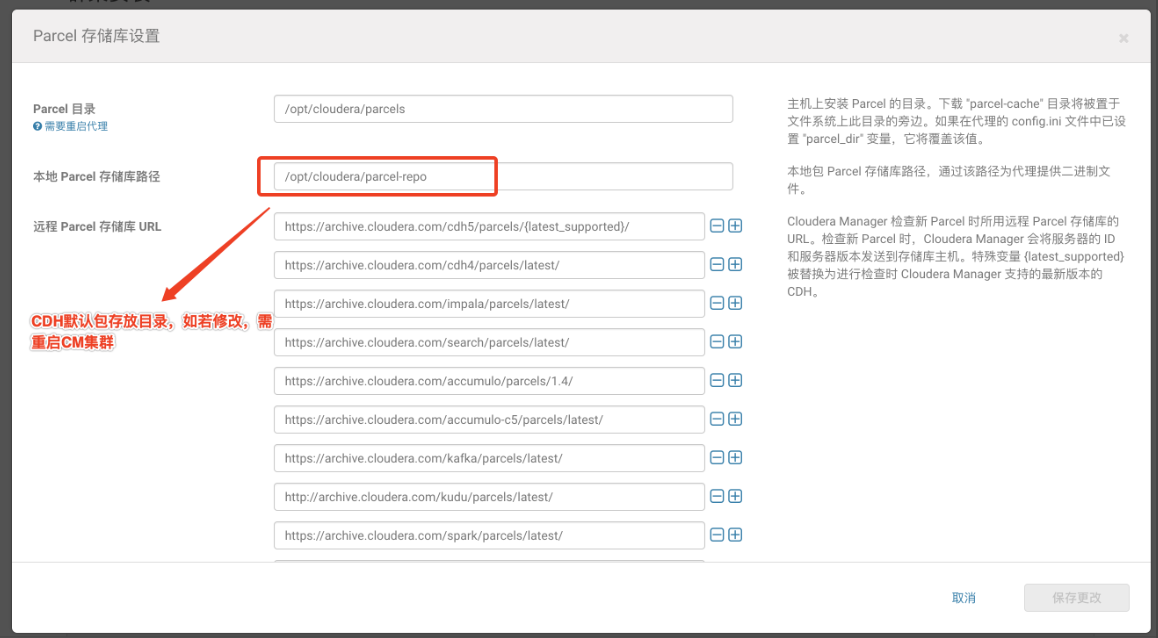 Parcel 存储库设置
×
Parcel 目录
需要重启代理
/opt/cloudera/parcels
主机上安装 Parcel 的目录。下载 "parcel-cache" 目录将被置于
文件系统上此目录的旁边。如果在代理的 config.ini 文件中已设
置 "parcel_dir" 变量，它将覆盖该值。
本地 Parcel 存储库路径
/opt/cloudera/parcel-repo
本地包 Parcel 存储库路径，通过该路径为代理提供二进制文
件。
远程 Parcel 存储库 URL
https://archive.cloudera.com/cdh5/parcels/{latest_supported}/
https://archive.cloudera.com/cdh4/parcels/latest/
https://archive.cloudera.com/impala/parcels/latest/
https://archive.cloudera.com/search/parcels/latest/
https://archive.cloudera.com/accumulo/parcels/1.4/
https://archive.cloudera.com/accumulo-c5/parcels/latest/
https://archive.cloudera.com/kafka/parcels/latest/
http://archive.cloudera.com/kudu/parcels/latest/
https://archive.cloudera.com/spark/parcels/latest/
Cloudera Manager 检查新 Parcel 时所用远程 Parcel 存储库的
URL。检查新 Parcel 时，Cloudera Manager 会将服务器的 ID
和服务器版本发送到存储库主机。特殊变量 {latest_supported}
被替换为进行检查时 Cloudera Manager 支持的最新版本的
CDH。
CDH默认包存放目录，如若修改，需
重启CM集群
取消
保存更改